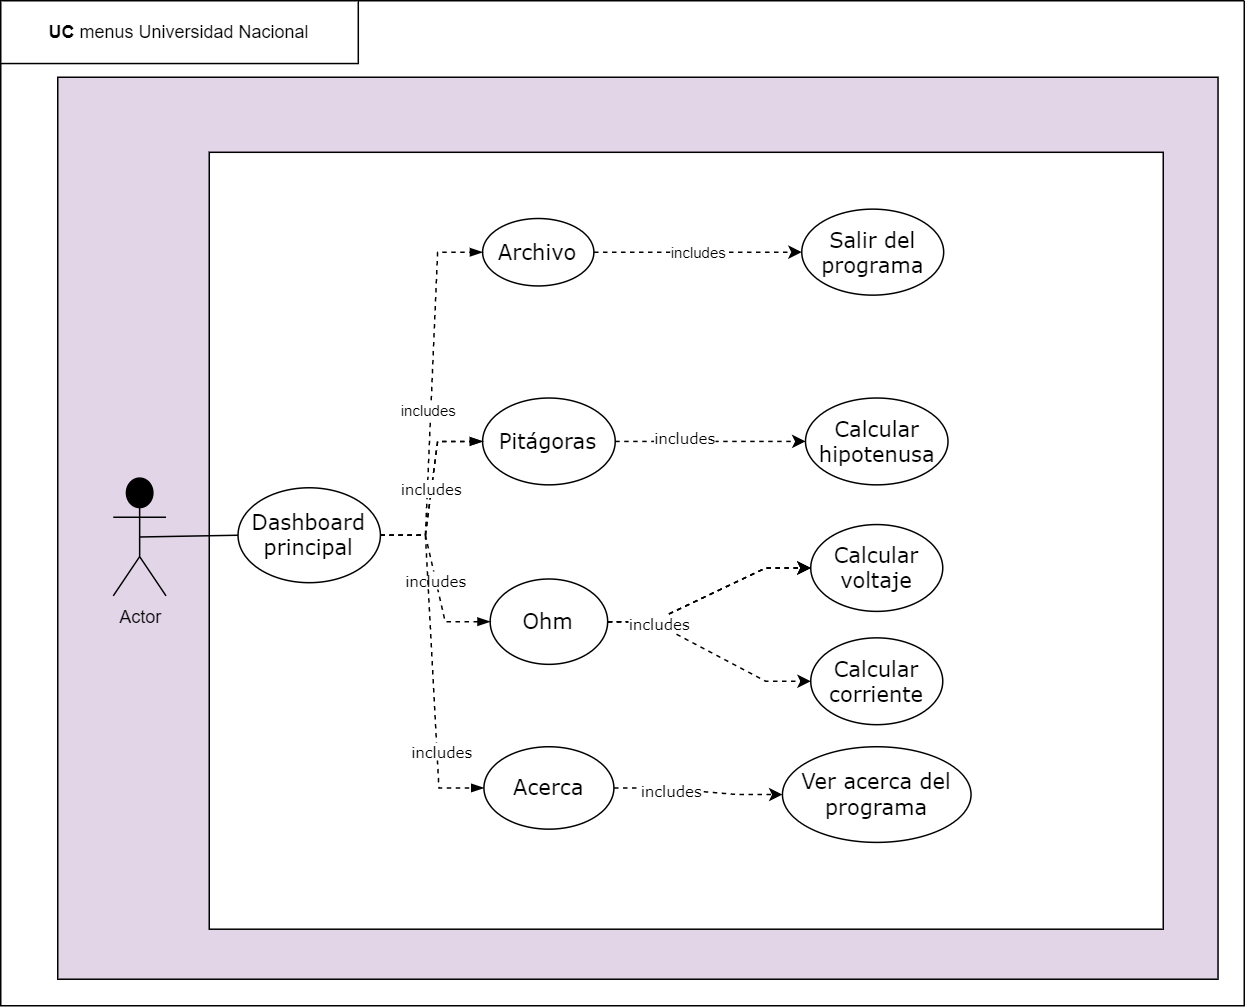 UC menus Universidad Nacional
Archivo
includes
Salir del
programa
includes
Pitágoras
includes
Calcular
hipotenusa
includes
Dashboard
principal
Actor
includes
Ohm
includes
Calcular
voltaje
Calcular
corriente
includes
Acerca
includes
Ver acerca del
programa